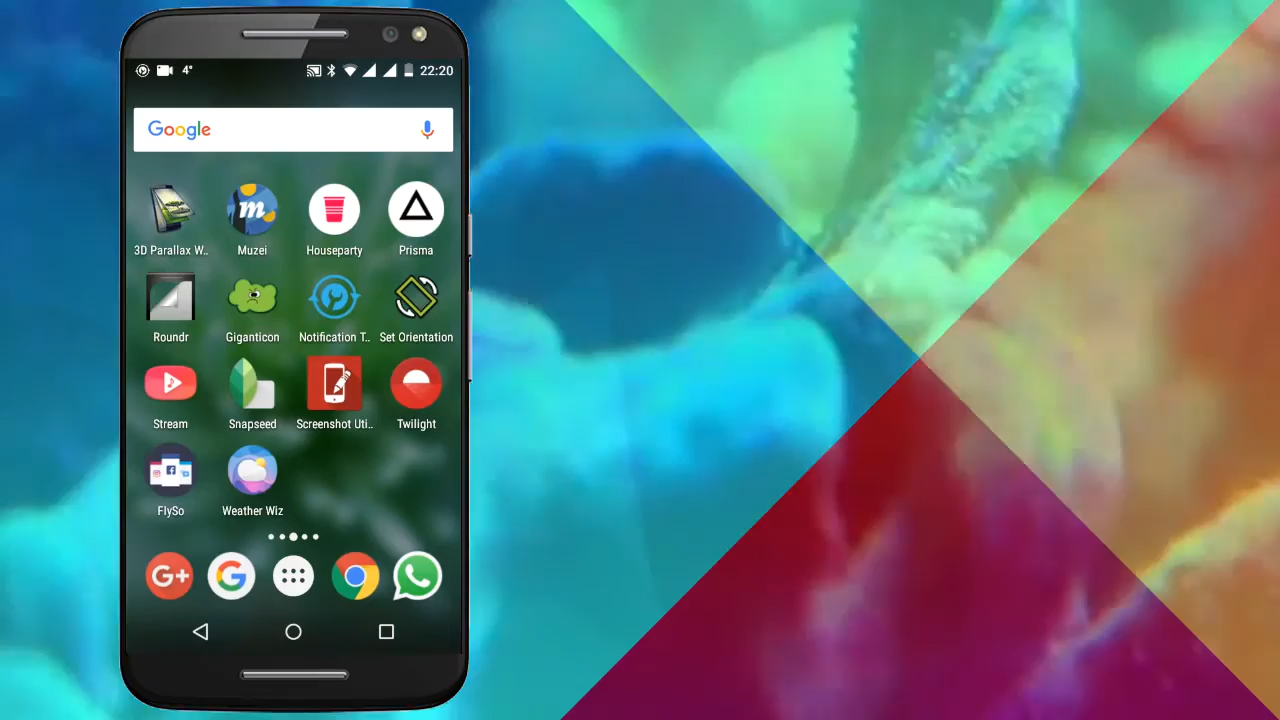 4° 22:20
Google
3D Parallax W.. Muzei Houseparty Prisma
Roundr Giganticon Notification T.. Set Orientation
Stream Snapseed Screenshot Uti.. Twilight
FlySo Weather Wiz
G+ G